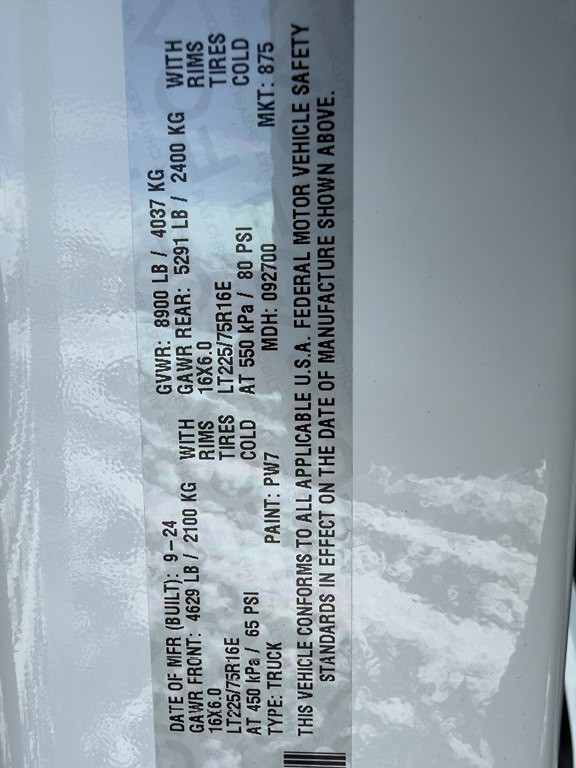 DATE OF MFR (BUILT): 9-24 GVWR: 8900 LB / 4037 KG
GAWR FRONT: 4629 LB / 2100 KG WITH GAWR REAR: 5291 LB / 2400 KG WITH
16X6.0 RIMS 16X6.0 RIMS
LT225/75R16E TIRES LT225/75R16E TIRES
AT 450 kPa / 65 PSI COLD AT 550 kPa / 80 PSI COLD
TYPE: TRUCK PAINT: PW7 MDH: 092700 MKT: 875
THIS VEHICLE CONFORMS TO ALL APPLICABLE U.S.A. FEDERAL MOTOR VEHICLE SAFETY
STANDARDS IN EFFECT ON THE DATE OF MANUFACTURE SHOWN ABOVE.